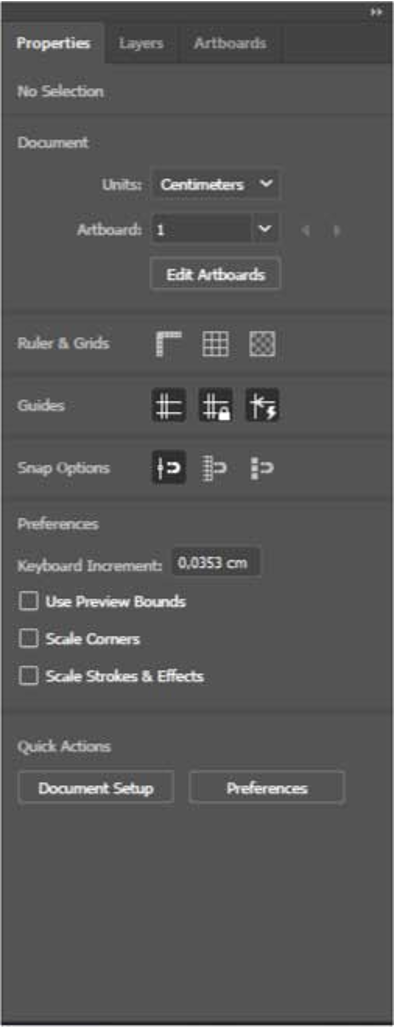 Properties Layers Artboards
No Selection
Document
Units: Centimeters
Artboard: 1
Edit Artboards
Ruler & Grids
Guides
Snap Options
Preferences
Keyboard Increment: 0,0353 cm
Use Preview Bounds
Scale Corners
Scale Strokes & Effects
Quick Actions
Document Setup Preferences